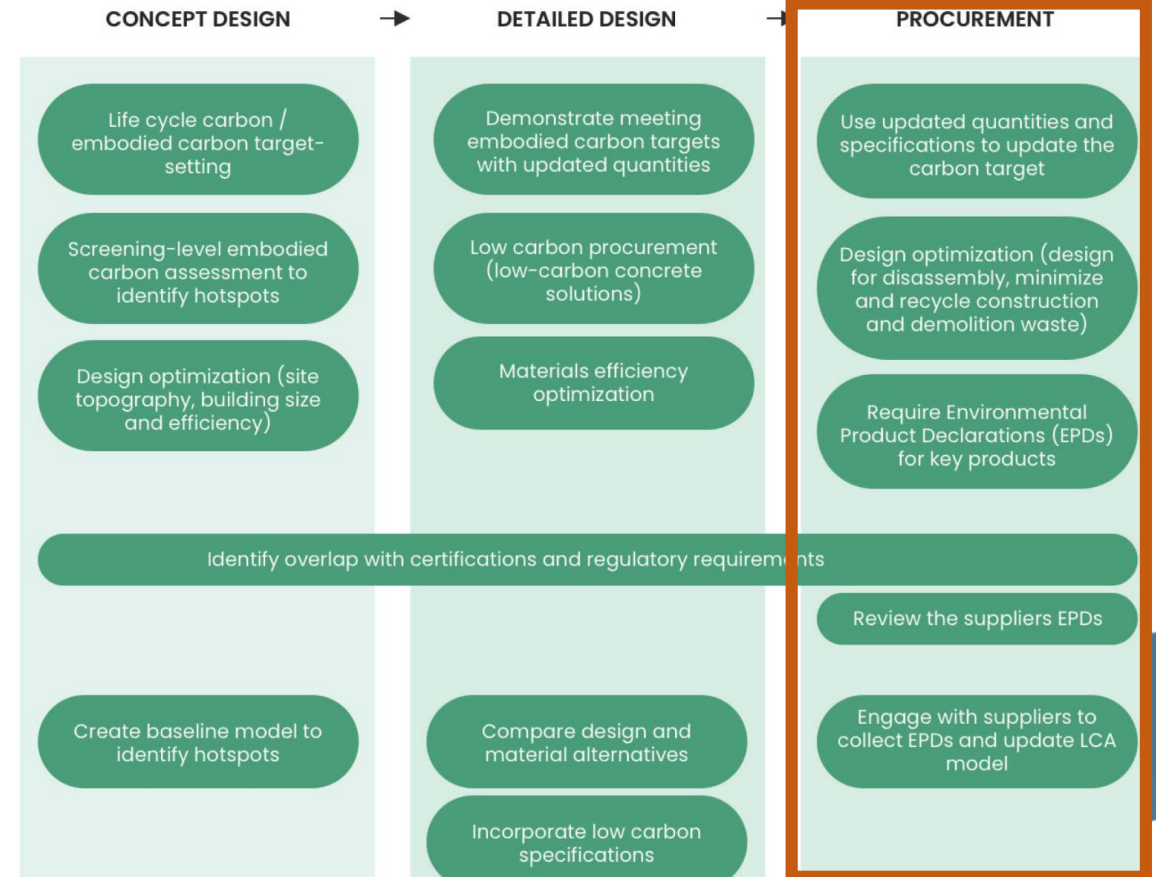 CONCEPT DESIGN
Life cycle carbon /
embodied carbon target-
setting
Screening-level embodied
carbon assessment to
identify hotspots
Design optimization (site
topography, building size
and efficiency)
DETAILED DESIGN
Demonstrate meeting
embodied carbon targets
with updated quantities
Low carbon procurement
(low-carbon concrete
solutions)
Materials efficiency
optimization
PROCUREMENT
Use updated quantities and
specifications to update the
carbon target
Design optimization (design
for disassembly, minimize
and recycle construction
and demolition waste)
Require Environmental
Product Declarations (EPDs)
for key products
Identify overlap with certifications and regulatory requirements
Review the suppliers EPDs
Create baseline model to
identify hotspots
Compare design and
material alternatives
Incorporate low carbon
specifications
Engage with suppliers to
collect EPDs and update LCA
model